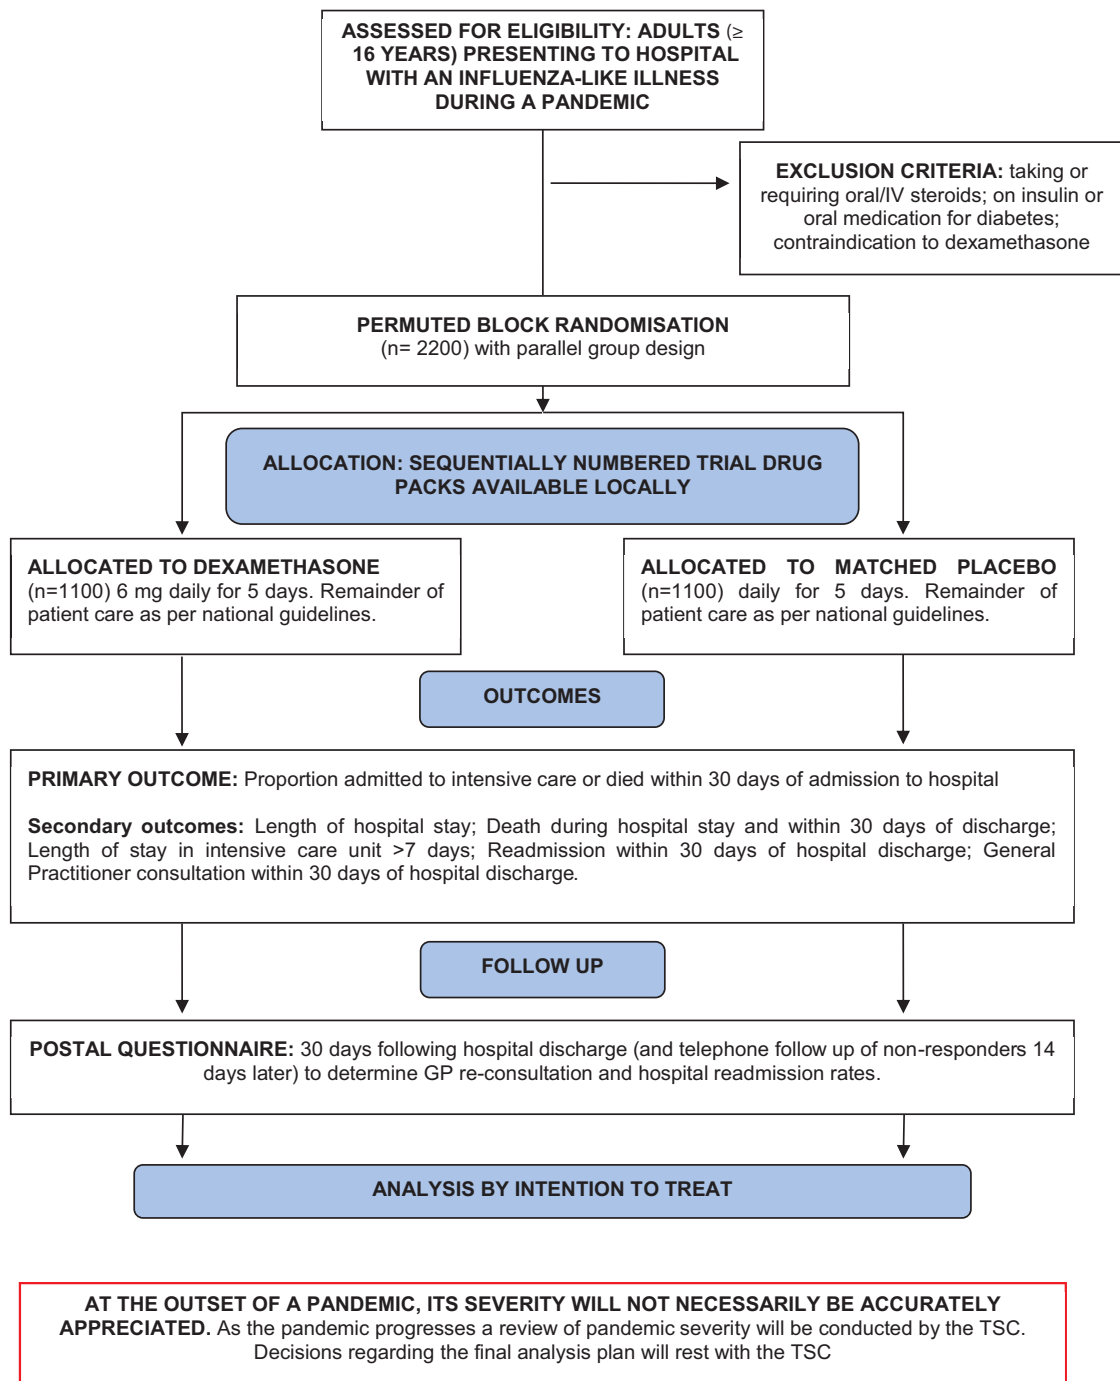 ASSESSED FOR ELIGIBILITY: ADULTS (≥
16 YEARS) PRESENTING TO HOSPITAL
WITH AN INFLUENZA-LIKE ILLNESS
DURING A PANDEMIC
EXCLUSION CRITERIA: taking or
requiring oral/IV steroids; on insulin or
oral medication for diabetes;
contraindication to dexamethasone
PERMUTED BLOCK RANDOMISATION
(n= 2200) with parallel group design
ALLOCATION: SEQUENTIALLY NUMBERED TRIAL DRUG
PACKS AVAILABLE LOCALLY
ALLOCATED TO DEXAMETHASONE
(n=1100) 6 mg daily for 5 days. Remainder of
patient care as per national guidelines.
ALLOCATED TO MATCHED PLACEBO
(n=1100) daily for 5 days. Remainder of
patient care as per national guidelines.
OUTCOMES
PRIMARY OUTCOME: Proportion admitted to intensive care or died within 30 days of admission to hospital
Secondary outcomes: Length of hospital stay; Death during hospital stay and within 30 days of discharge;
Length of stay in intensive care unit >7 days; Readmission within 30 days of hospital discharge; General
Practitioner consultation within 30 days of hospital discharge.
FOLLOW UP
POSTAL QUESTIONNAIRE: 30 days following hospital discharge (and telephone follow up of non-responders 14
days later) to determine GP re-consultation and hospital readmission rates.
ANALYSIS BY INTENTION TO TREAT
AT THE OUTSET OF A PANDEMIC, ITS SEVERITY WILL NOT NECESSARILY BE ACCURATELY
APPRECIATED. As the pandemic progresses a review of pandemic severity will be conducted by the TSC.
Decisions regarding the final analysis plan will rest with the TSC